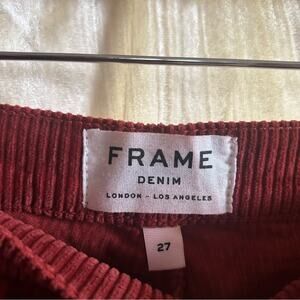 FRAME
DENIM
LONDON - LOS ANGELES
27